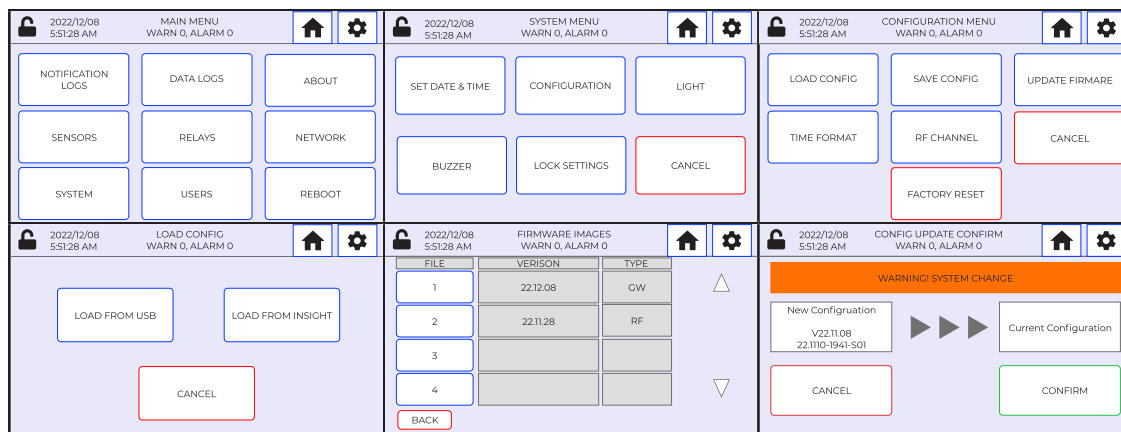 2022/12/08
5:51:28 AM
MAIN MENU
WARN 0, ALARM 0
NOTIFICATION
LOGS
DATA LOGS
ABOUT
SENSORS
RELAYS
NETWORK
SYSTEM
USERS
REBOOT
2022/12/08
5:51:28 AM
SYSTEM MENU
WARN 0, ALARM 0
SET DATE & TIME
CONFIGURATION
LIGHT
BUZZER
LOCK SETTINGS
CANCEL
2022/12/08
5:51:28 AM
CONFIGURATION MENU
WARN 0, ALARM 0
LOAD CONFIG
SAVE CONFIG
UPDATE FIRMARE
TIME FORMAT
RF CHANNEL
CANCEL
FACTORY RESET
2022/12/08
5:51:28 AM
LOAD CONFIG
WARN 0, ALARM 0
LOAD FROM USB
LOAD FROM INSIGHT
CANCEL
2022/12/08
5:51:28 AM
FIRMWARE IMAGES
WARN 0, ALARM 0
FILE
VERISON
TYPE
1
22.12.08
GW
2
22.11.28
RF
3
4
BACK
2022/12/08
5:51:28 AM
CONFIG UPDATE CONFIRM
WARN 0, ALARM 0
WARNING! SYSTEM CHANGE
New Configruation
V22.11.08
22.1110-1941-S01
Current Configuration
CANCEL
CONFIRM